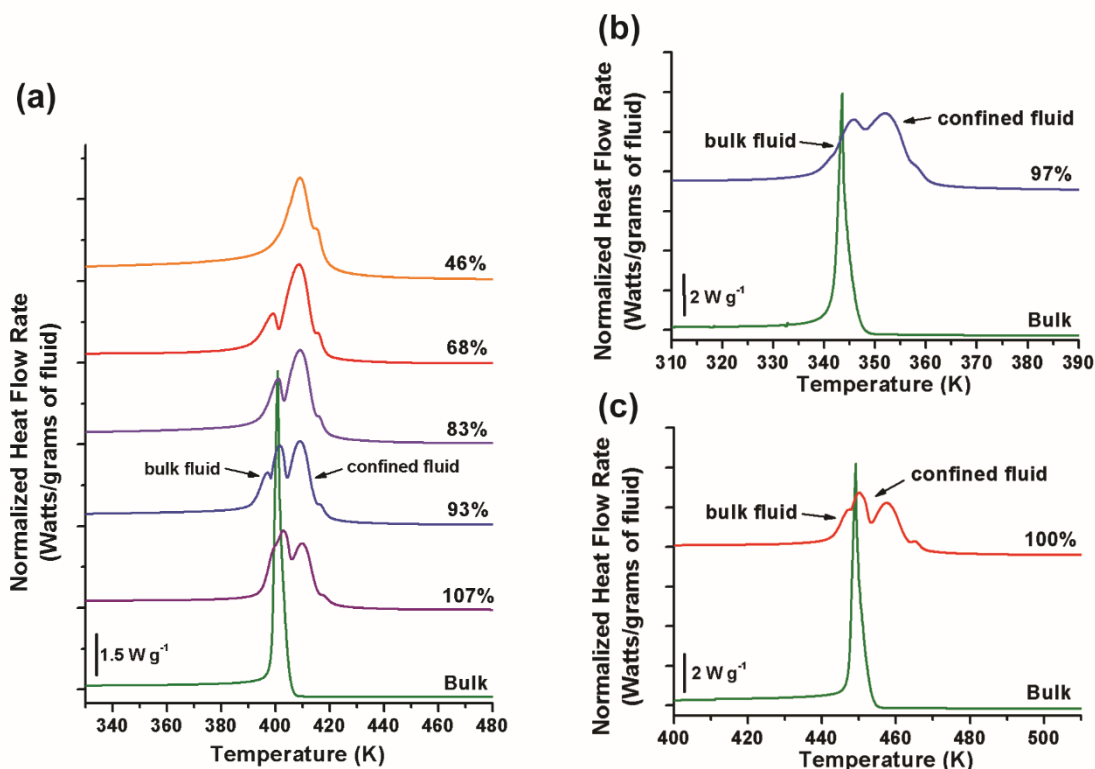 (a)
Normalized Heat Flow Rate
(Watts/grams of fluid)
46%
68%
83%
bulk fluid
confined fluid
93%
107%
1.5 W g⁻¹
Bulk
340 360 380 400 420 440 460 480
Temperature (K)
(b)
Normalized Heat Flow Rate
(Watts/grams of fluid)
confined fluid
bulk fluid
97%
2 W g⁻¹
Bulk
310 320 330 340 350 360 370 380 390
Temperature (K)
(c)
Normalized Heat Flow Rate
(Watts/grams of fluid)
confined fluid
bulk fluid
100%
2 W g⁻¹
Bulk
400 420 440 460 480 500
Temperature (K)